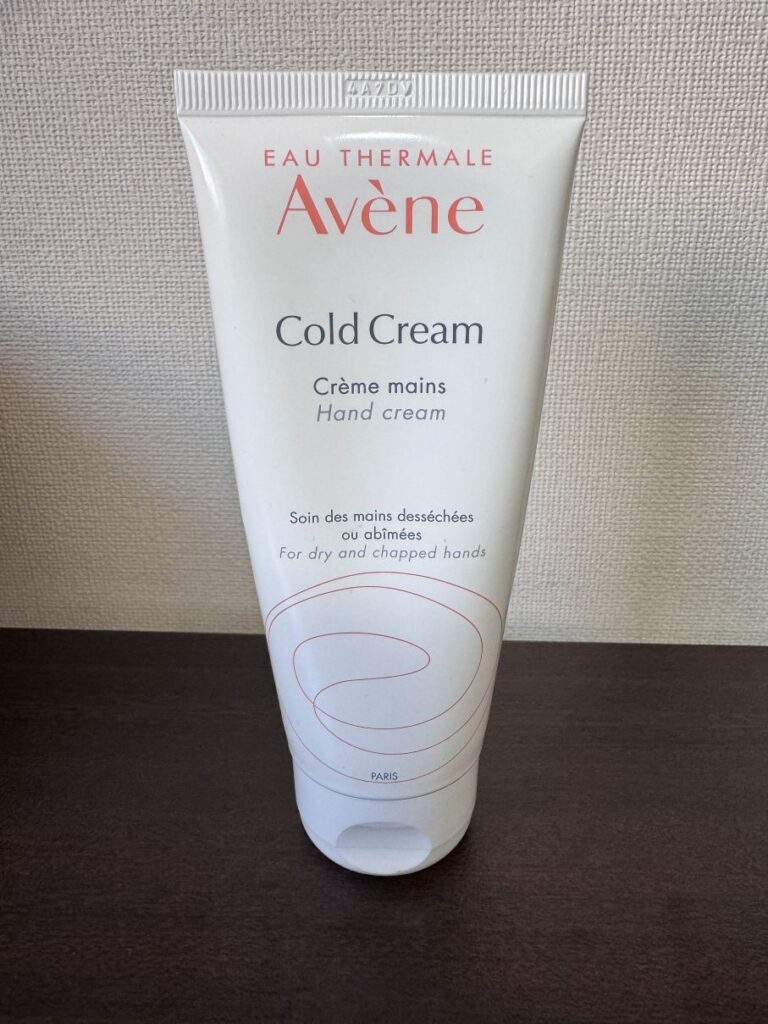 4A7DV
EAU THERMALE
Avène
Cold Cream
Crème mains
Hand cream
Soin des mains desséchées
ou abîmées
For dry and chapped hands
PARIS